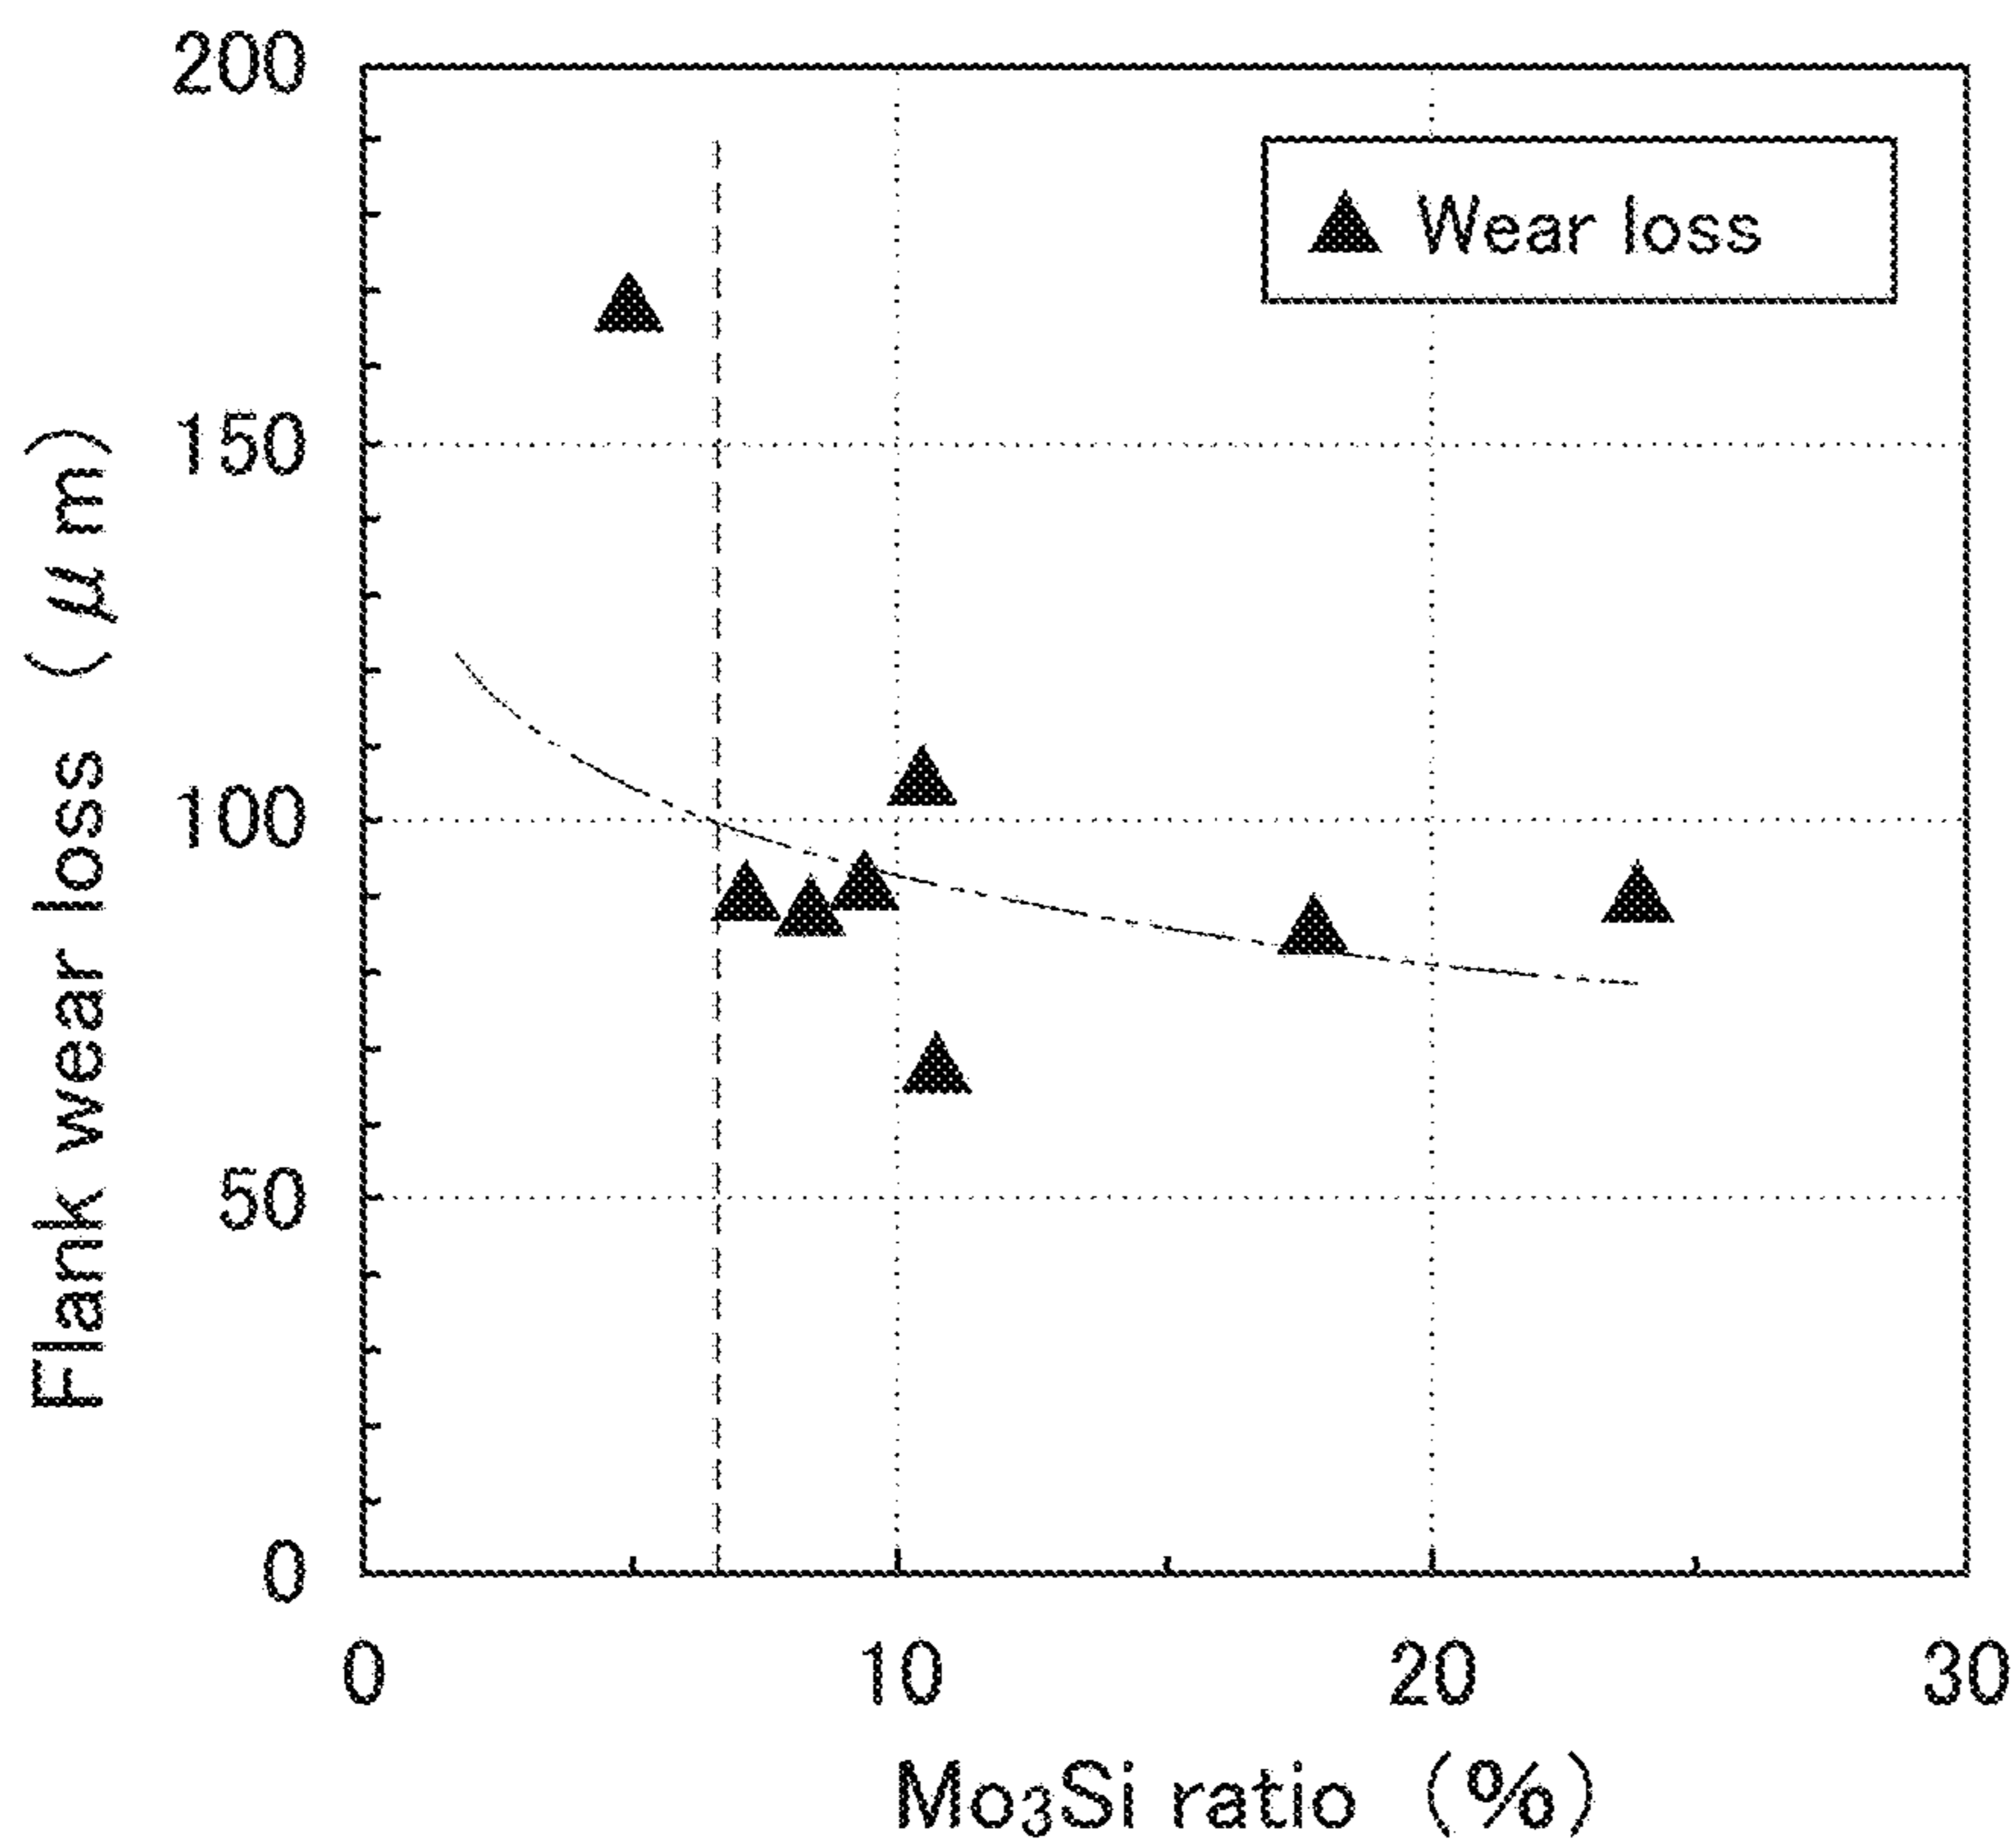 200
150
100
50
0
Flank wear loss (μm)
▲ Wear loss
0 10 20 30
Mo₃Si ratio (%)